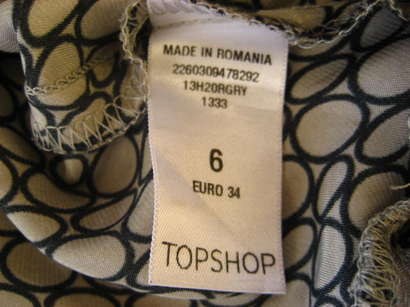 MADE IN ROMANIA
2260309478292
13H20RGRY
1333
6
EURO 34
TOPSHOP